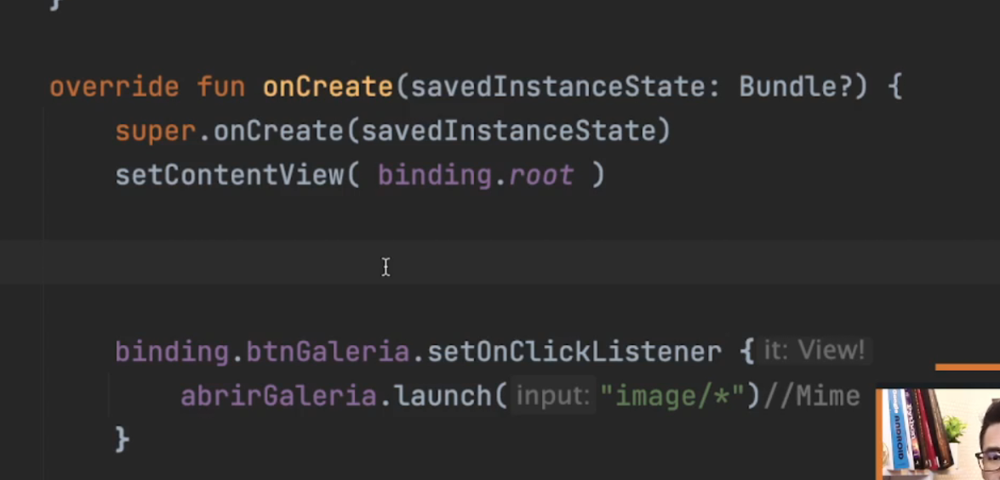 }
override fun onCreate(savedInstanceState: Bundle?) {
super.onCreate(savedInstanceState)
setContentView( binding.root )
binding.btnGaleria.setOnClickListener { it: View!
abrirGaleria.launch( input: "image/*")//Mime
}
ANDROID